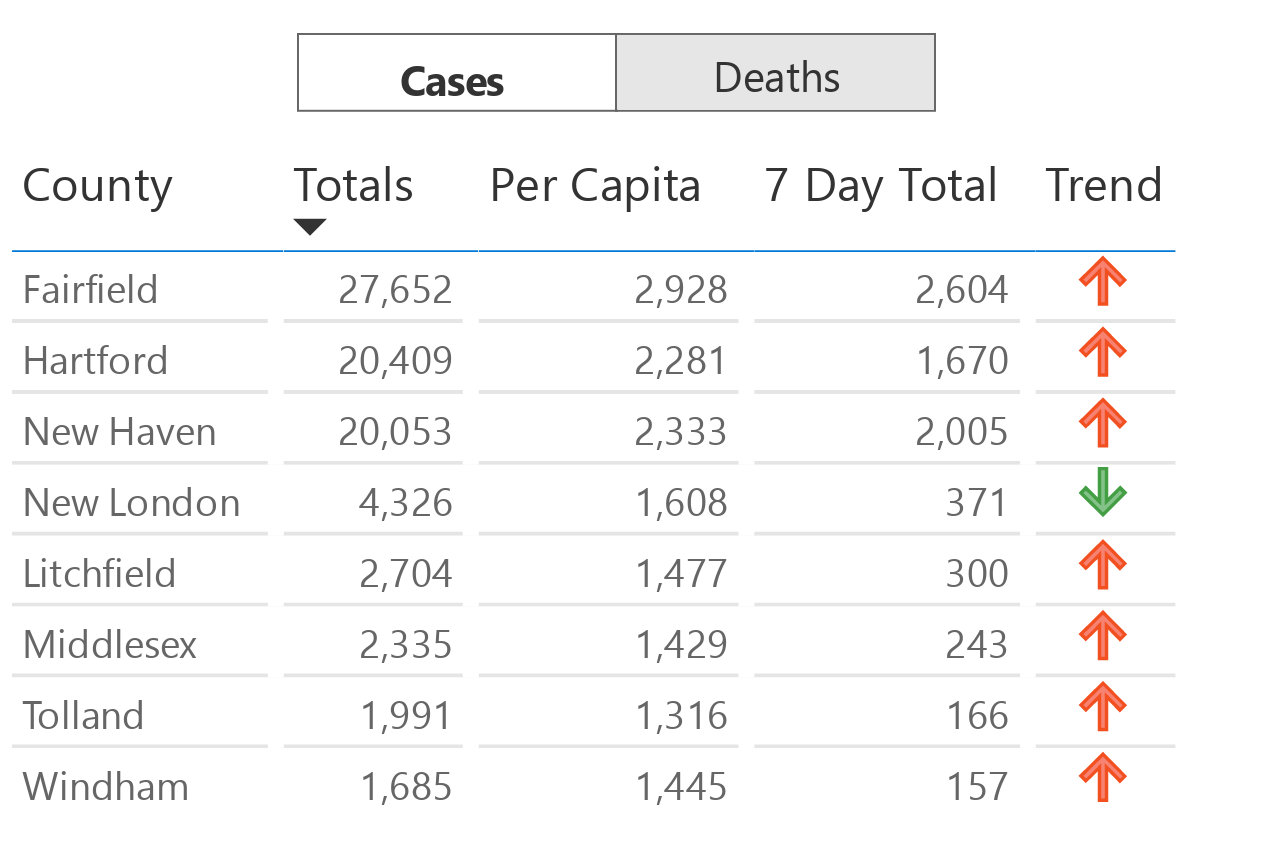 Cases Deaths
County Totals Per Capita 7 Day Total Trend
Fairfield 27,652 2,928 2,604
Hartford 20,409 2,281 1,670
New Haven 20,053 2,333 2,005
New London 4,326 1,608 371
Litchfield 2,704 1,477 300
Middlesex 2,335 1,429 243
Tolland 1,991 1,316 166
Windham 1,685 1,445 157